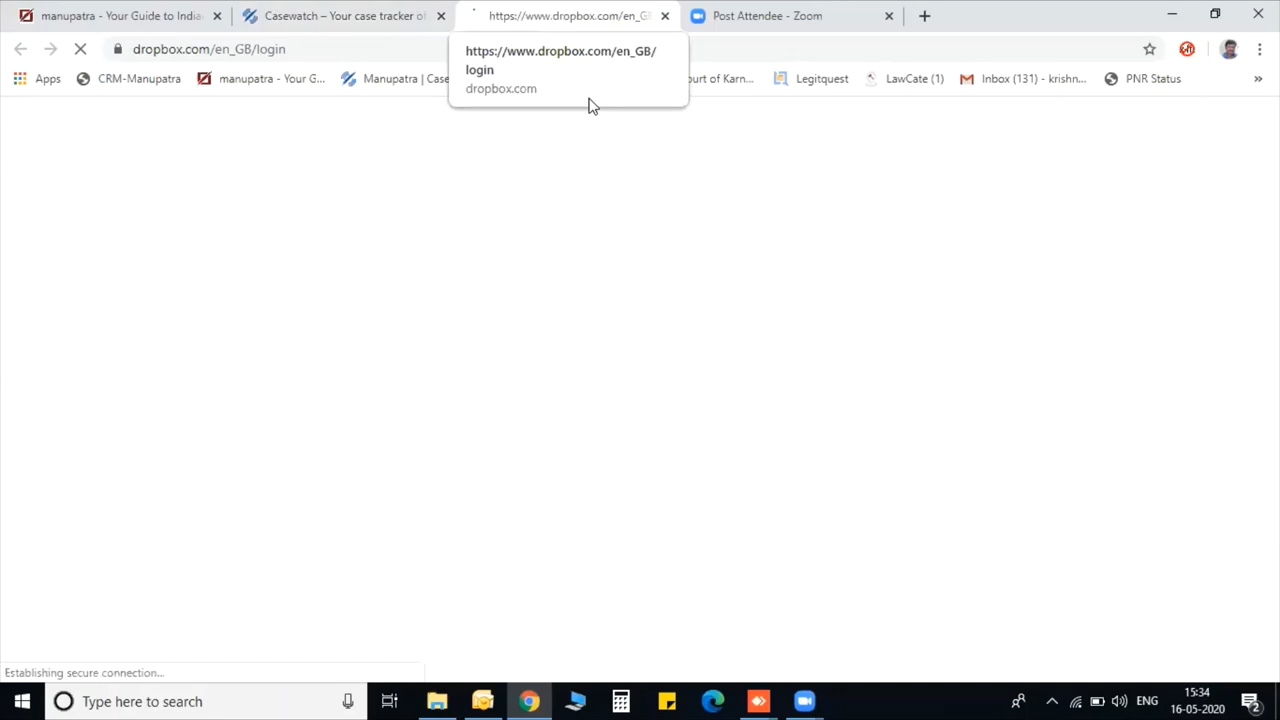 manupatra - Your Guide to India
Casewatch – Your case tracker of
https://www.dropbox.com/en_GB
Post Attendee - Zoom
dropbox.com/en_GB/login
https://www.dropbox.com/en_GB/
login
dropbox.com
Apps
CRM-Manupatra
manupatra - Your G...
Manupatra | Case
ourt of Karn...
Legitquest
LawCate (1)
Inbox (131) - krishn...
PNR Status
»
Establishing secure connection...
Type here to search
ENG
15:34
16-05-2020
2